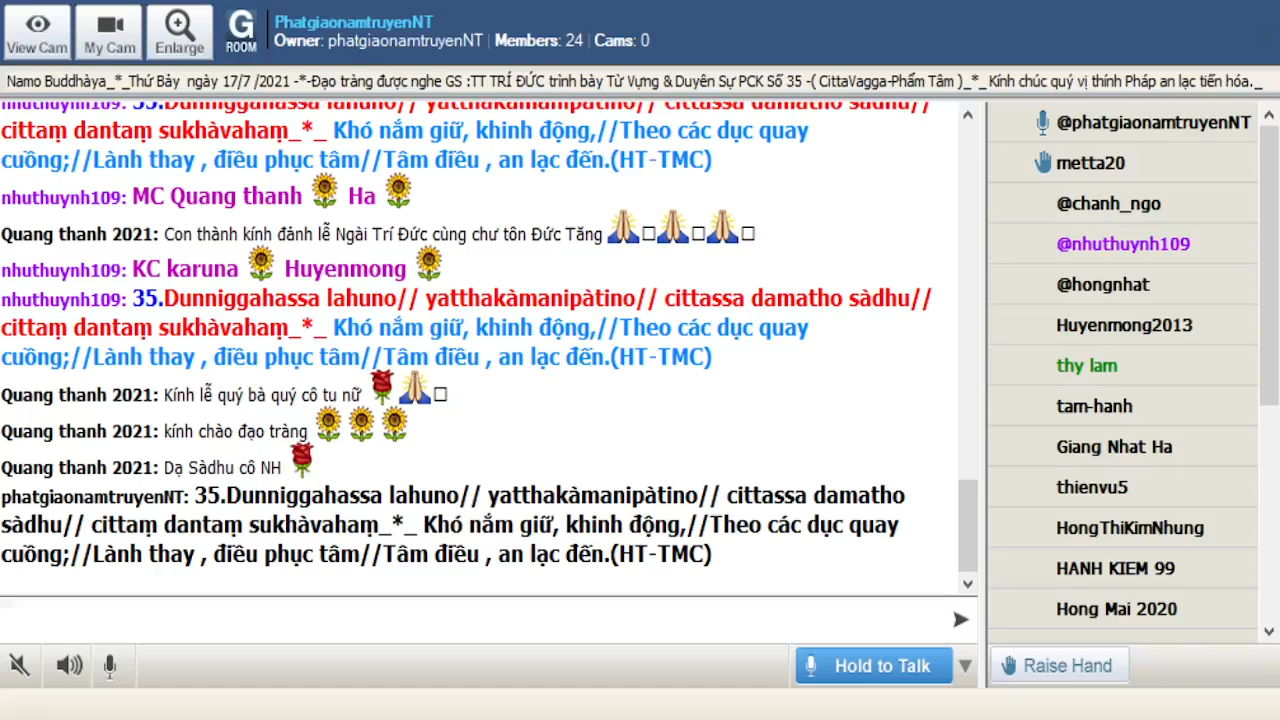 PhatgiaonamtruyenNT
View Cam
My Cam
Enlarge
G
ROOM
Owner: phatgiaonamtruyenNT | Members: 24 | Cams: 0
Namo Buddhàya_*_Thứ Bảy ngày 17/7 /2021 -*-Đạo tràng được nghe GS :TT TRÍ ĐỨC trình bày Từ Vựng & Duyên Sự PCK Số 35 -( CittaVagga-Phẩm Tâm )_*_Kính chúc quý vị thính Pháp an lạc tiến hóa._
nhuthuynh109: 35.Dunniggahassa lahuno// yatthakàmanipàtino// cittassa damatho sàdhu//
cittaṃ dantaṃ sukhàvahaṃ_*_ Khó nắm giữ, khinh động,//Theo các dục quay
cuồng;//Lành thay , điều phục tâm//Tâm điều , an lạc đến.(HT-TMC)
nhuthuynh109: MC Quang thanh Ha
Quang thanh 2021: Con thành kính đảnh lễ Ngài Trí Đức cùng chư tôn Đức Tăng
nhuthuynh109: KC karuna Huyenmong
nhuthuynh109: 35.Dunniggahassa lahuno// yatthakàmanipàtino// cittassa damatho sàdhu//
cittaṃ dantaṃ sukhàvahaṃ_*_ Khó nắm giữ, khinh động,//Theo các dục quay
cuồng;//Lành thay , điều phục tâm//Tâm điều , an lạc đến.(HT-TMC)
Quang thanh 2021: Kính lễ quý bà quý cô tu nữ
Quang thanh 2021: kính chào đạo tràng
Quang thanh 2021: Dạ Sàdhu cô NH
phatgiaonamtruyenNT: 35.Dunniggahassa lahuno// yatthakàmanipàtino// cittassa damatho
sàdhu// cittaṃ dantaṃ sukhàvahaṃ_*_ Khó nắm giữ, khinh động,//Theo các dục quay
cuồng;//Lành thay , điều phục tâm//Tâm điều , an lạc đến.(HT-TMC)
@phatgiaonamtruyenNT
metta20
@chanh_ngo
@nhuthuynh109
@hongnhat
Huyenmong2013
thy lam
tam-hanh
Giang Nhat Ha
thienvu5
HongThiKimNhung
HANH KIEM 99
Hong Mai 2020
Hold to Talk
Raise Hand